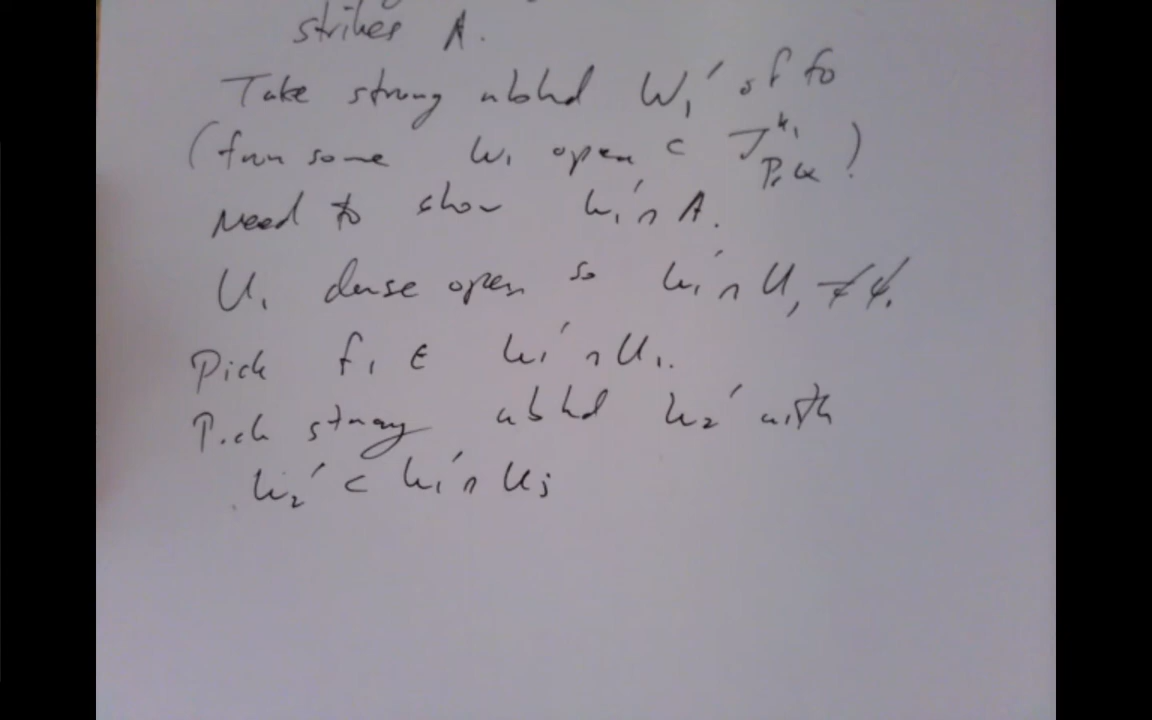 strikes A.
Take strong nbhd W₁′ of f₀
(from some W₁ open ⊂ J^{k₁}_{P,Q})
Need to show W₁′∩A.
U₁ dense open so W₁′∩U₁≠∅.
Pick f₁ ∈ W₁′∩U₁.
Pick strong nbhd W₂′ with
W₂′ ⊂ W₁′∩U